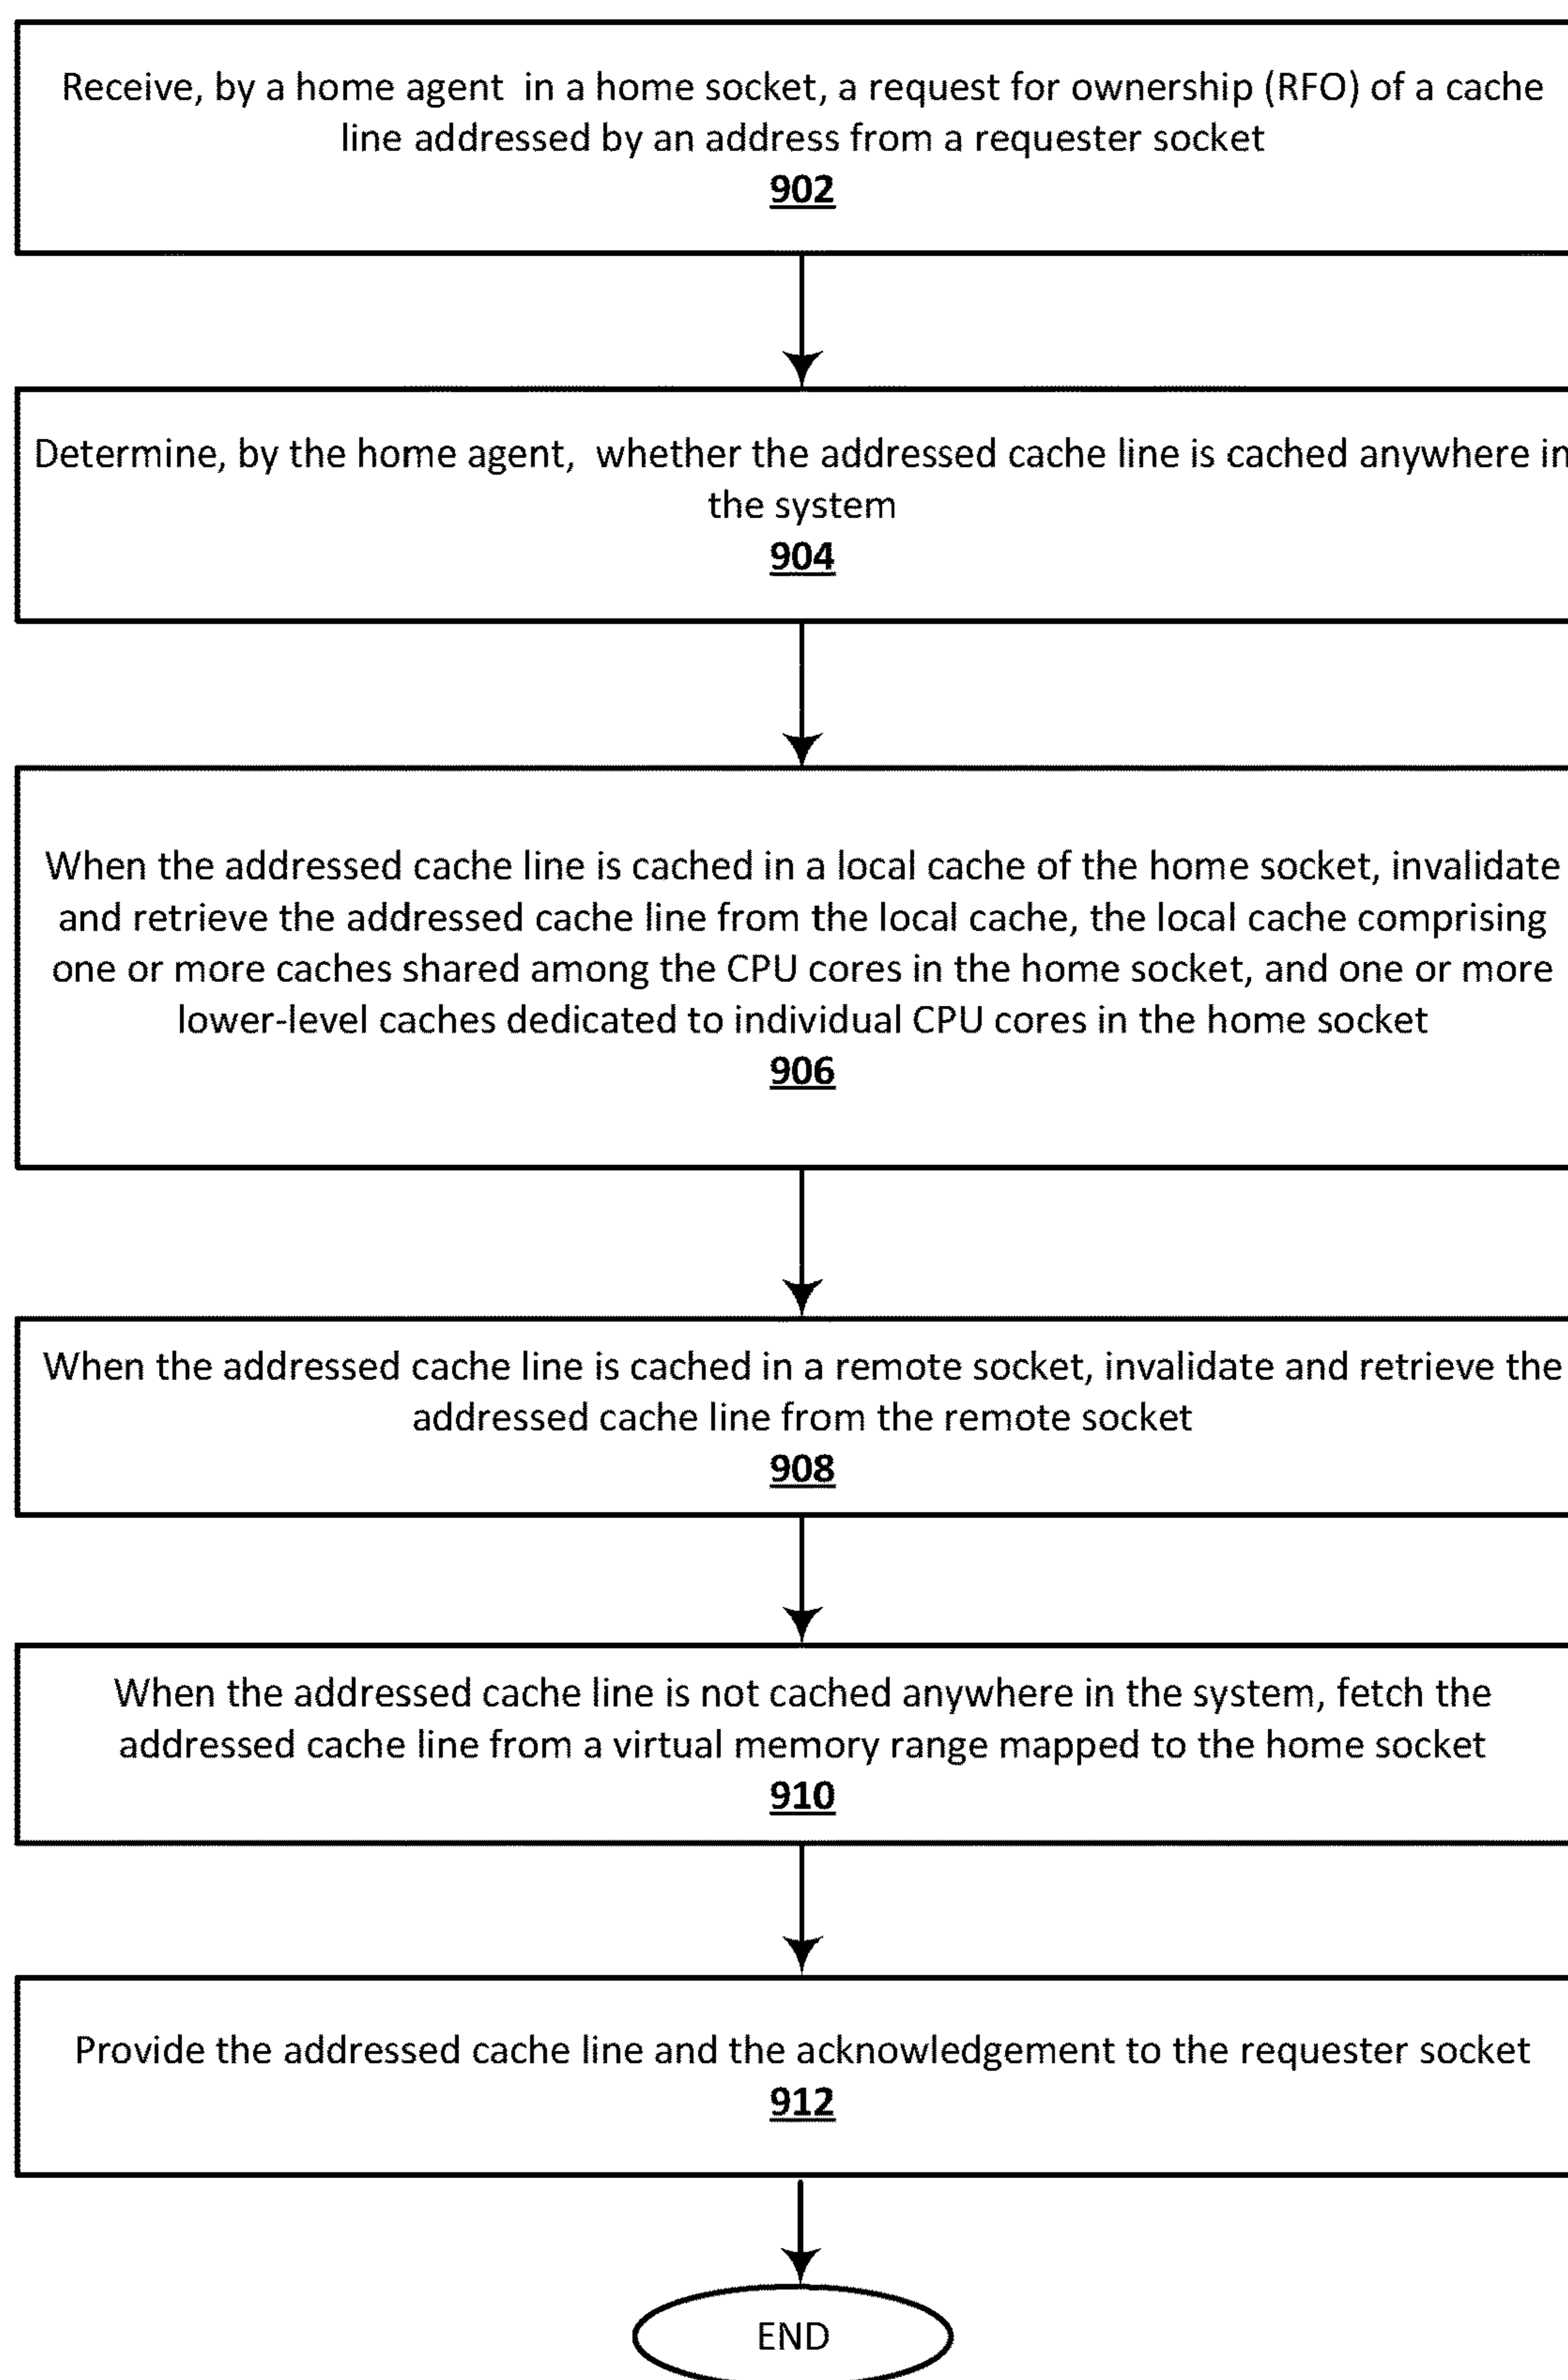 Receive, by a home agent in a home socket, a request for ownership (RFO) of a cache
line addressed by an address from a requester socket
902
Determine, by the home agent, whether the addressed cache line is cached anywhere in
the system
904
When the addressed cache line is cached in a local cache of the home socket, invalidate
and retrieve the addressed cache line from the local cache, the local cache comprising
one or more caches shared among the CPU cores in the home socket, and one or more
lower-level caches dedicated to individual CPU cores in the home socket
906
When the addressed cache line is cached in a remote socket, invalidate and retrieve the
addressed cache line from the remote socket
908
When the addressed cache line is not cached anywhere in the system, fetch the
addressed cache line from a virtual memory range mapped to the home socket
910
Provide the addressed cache line and the acknowledgement to the requester socket
912
END